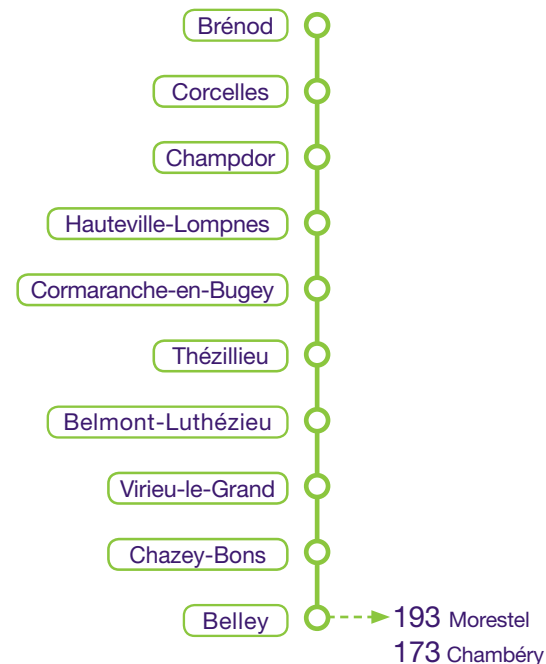 Brénod
Corcelles
Champdor
Hauteville-Lompnes
Cormaranche-en-Bugey
Thézillieu
Belmont-Luthézieu
Virieu-le-Grand
Chazey-Bons
Belley
193 Morestel
173 Chambéry